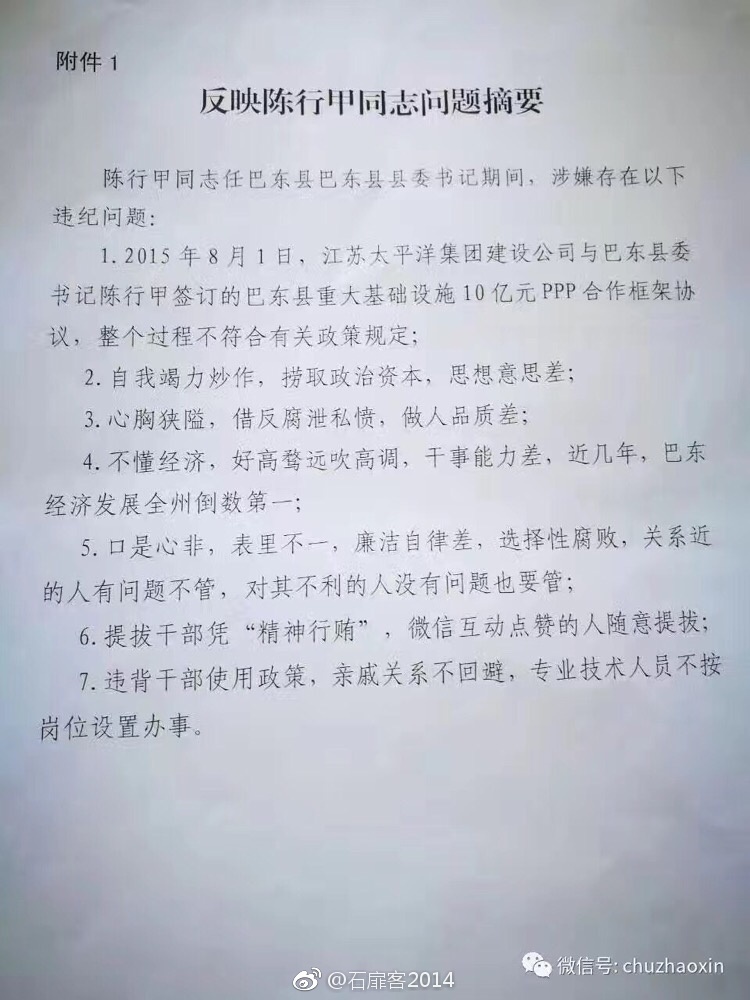 附件 1
反映陈行甲同志问题摘要
陈行甲同志任巴东县巴东县县委书记期间，涉嫌存在以下
违纪问题：
1. 2015 年 8 月 1 日，江苏太平洋集团建设公司与巴东县委
书记陈行甲签订的巴东县重大基础设施 10 亿元 PPP 合作框架协
议，整个过程不符合有关政策规定；
2. 自我竭力炒作，捞取政治资本，思想意思差；
3. 心胸狭隘，借反腐泄私愤，做人品质差；
4. 不懂经济，好高骛远吹高调，干事能力差，近几年，巴东
经济发展全州倒数第一；
5. 口是心非，表里不一，廉洁自律差，选择性腐败，关系近
的人有问题不管，对其不利的人没有问题也要管；
6. 提拔干部凭“精神行贿”，微信互动点赞的人随意提拔；
7. 违背干部使用政策，亲戚关系不回避，专业技术人员不按
岗位设置办事。
微信号: chuzhaoxin
@石扉客2014